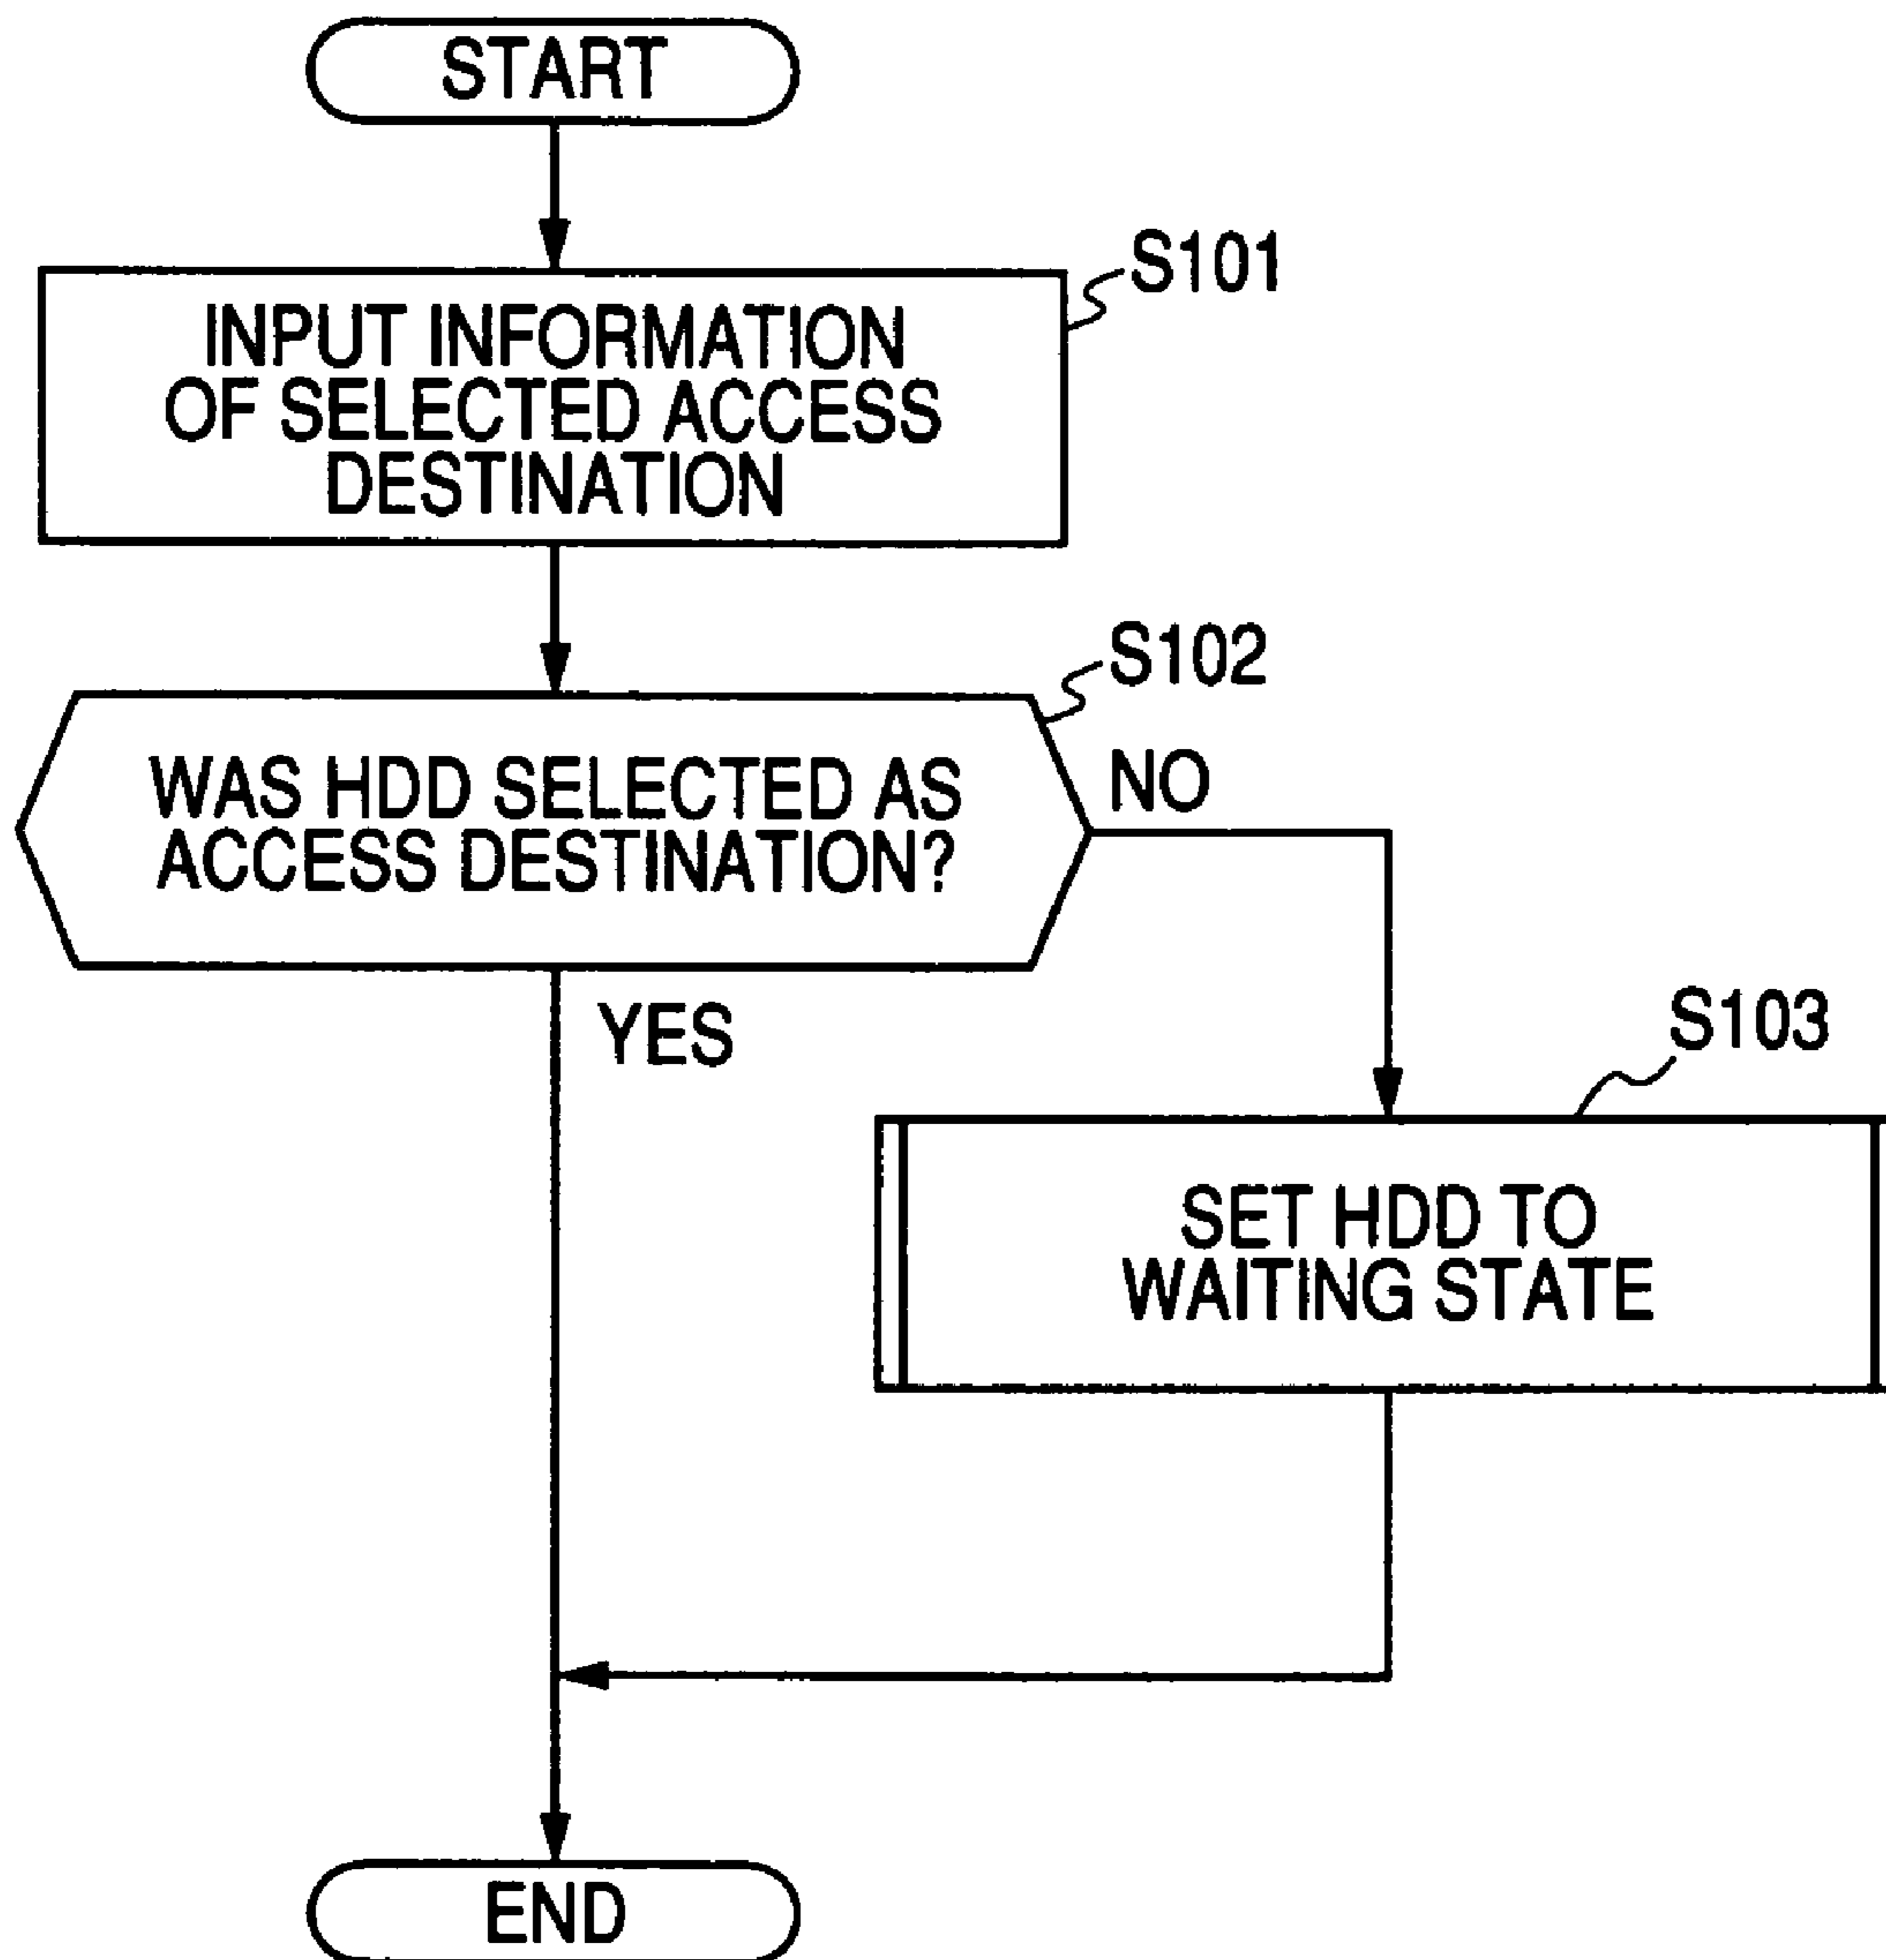 START
S101
INPUT INFORMATION
OF SELECTED ACCESS
DESTINATION
S102
WAS HDD SELECTED AS
ACCESS DESTINATION?
NO
YES
S103
SET HDD TO
WAITING STATE
END